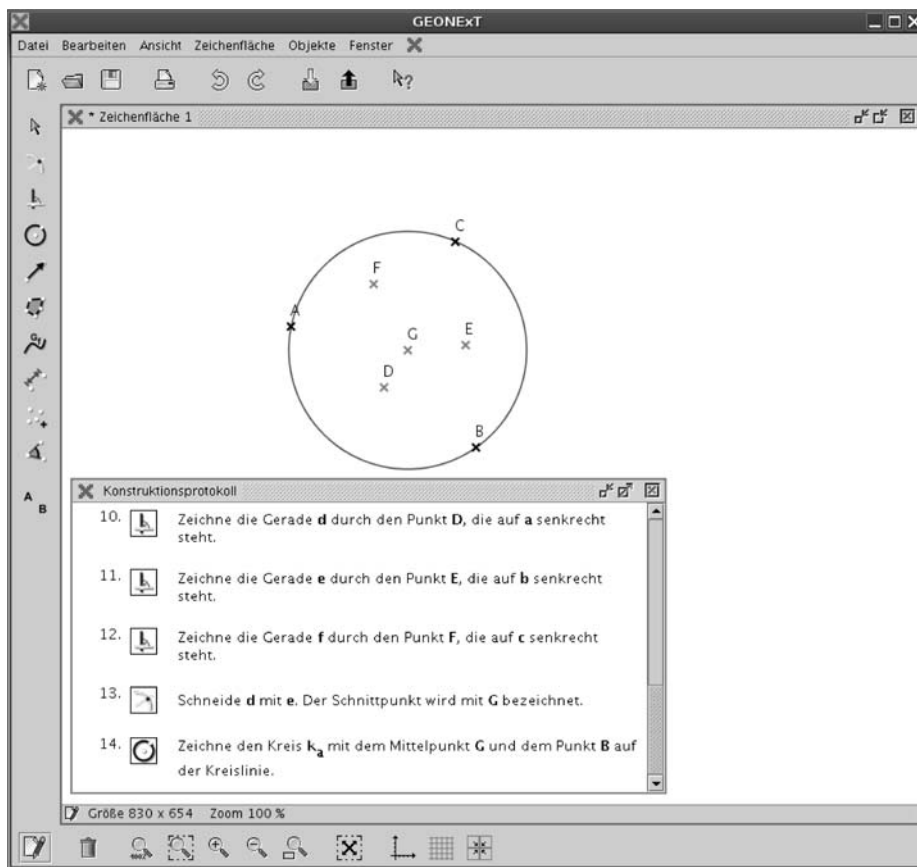 GEONExT
Datei Bearbeiten Ansicht Zeichenfläche Objekte Fenster
* Zeichenfläche 1
C
F
A
G
E
D
B
A
B
Konstruktionsprotokoll
10. Zeichne die Gerade d durch den Punkt D, die auf a senkrecht
steht.
11. Zeichne die Gerade e durch den Punkt E, die auf b senkrecht
steht.
12. Zeichne die Gerade f durch den Punkt F, die auf c senkrecht
steht.
13. Schneide d mit e. Der Schnittpunkt wird mit G bezeichnet.
14. Zeichne den Kreis ka mit dem Mittelpunkt G und dem Punkt B auf
der Kreislinie.
Größe 830 x 654 Zoom 100 %